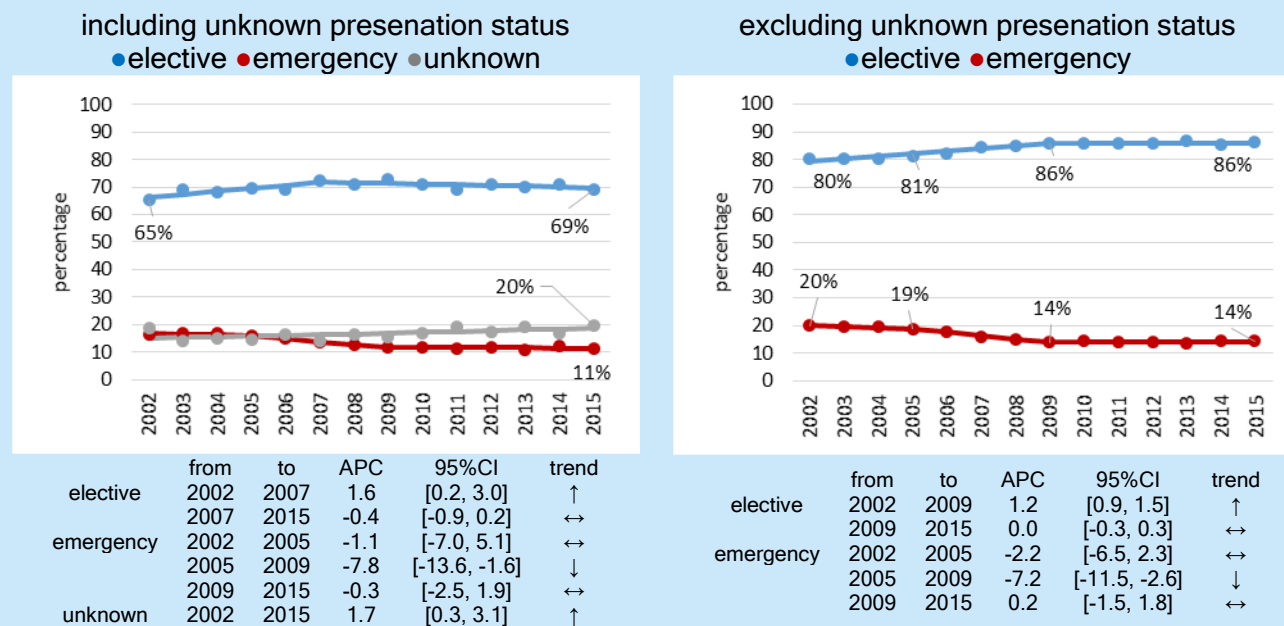 including unknown presenation status
elective emergency unknown
percentage
100
90
80
70
60
50
40
30
20
10
0
65%
69%
20%
11%
2002 2003 2004 2005 2006 2007 2008 2009 2010 2011 2012 2013 2014 2015
from to APC 95%CI trend
elective 2002 2007 1.6 [0.2, 3.0] ↑
2007 2015 -0.4 [-0.9, 0.2] ↔
emergency 2002 2005 -1.1 [-7.0, 5.1] ↔
2005 2009 -7.8 [-13.6, -1.6] ↓
2009 2015 -0.3 [-2.5, 1.9] ↔
unknown 2002 2015 1.7 [0.3, 3.1] ↑
excluding unknown presenation status
elective emergency
percentage
100
90
80
70
60
50
40
30
20
10
0
80%
81%
86%
86%
20%
19%
14%
14%
2002 2003 2004 2005 2006 2007 2008 2009 2010 2011 2012 2013 2014 2015
from to APC 95%CI trend
elective 2002 2009 1.2 [0.9, 1.5] ↑
2009 2015 0.0 [-0.3, 0.3] ↔
emergency 2002 2005 -2.2 [-6.5, 2.3] ↔
2005 2009 -7.2 [-11.5, -2.6] ↓
2009 2015 0.2 [-1.5, 1.8] ↔